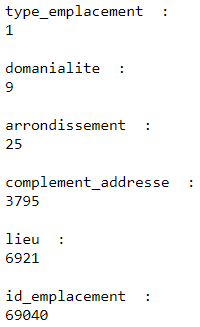 type_emplacement  :
1
domanialite  :
9
arrondissement  :
25
complement_addresse  :
3795
lieu  :
6921
id_emplacement  :
69040